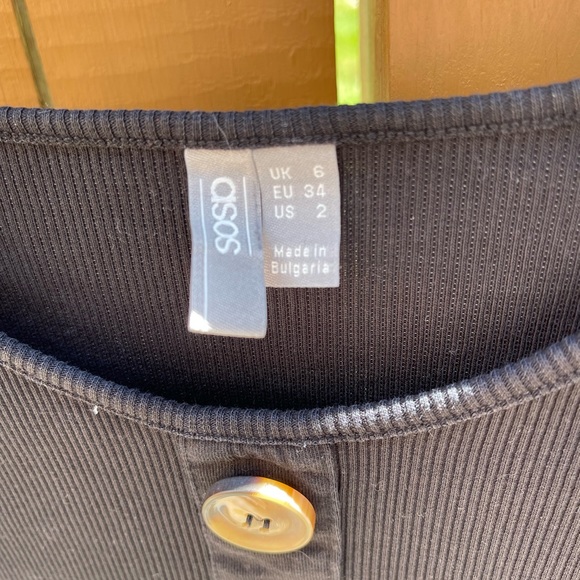 asos
UK 6
EU 34
US 2
Made in
Bulgaria